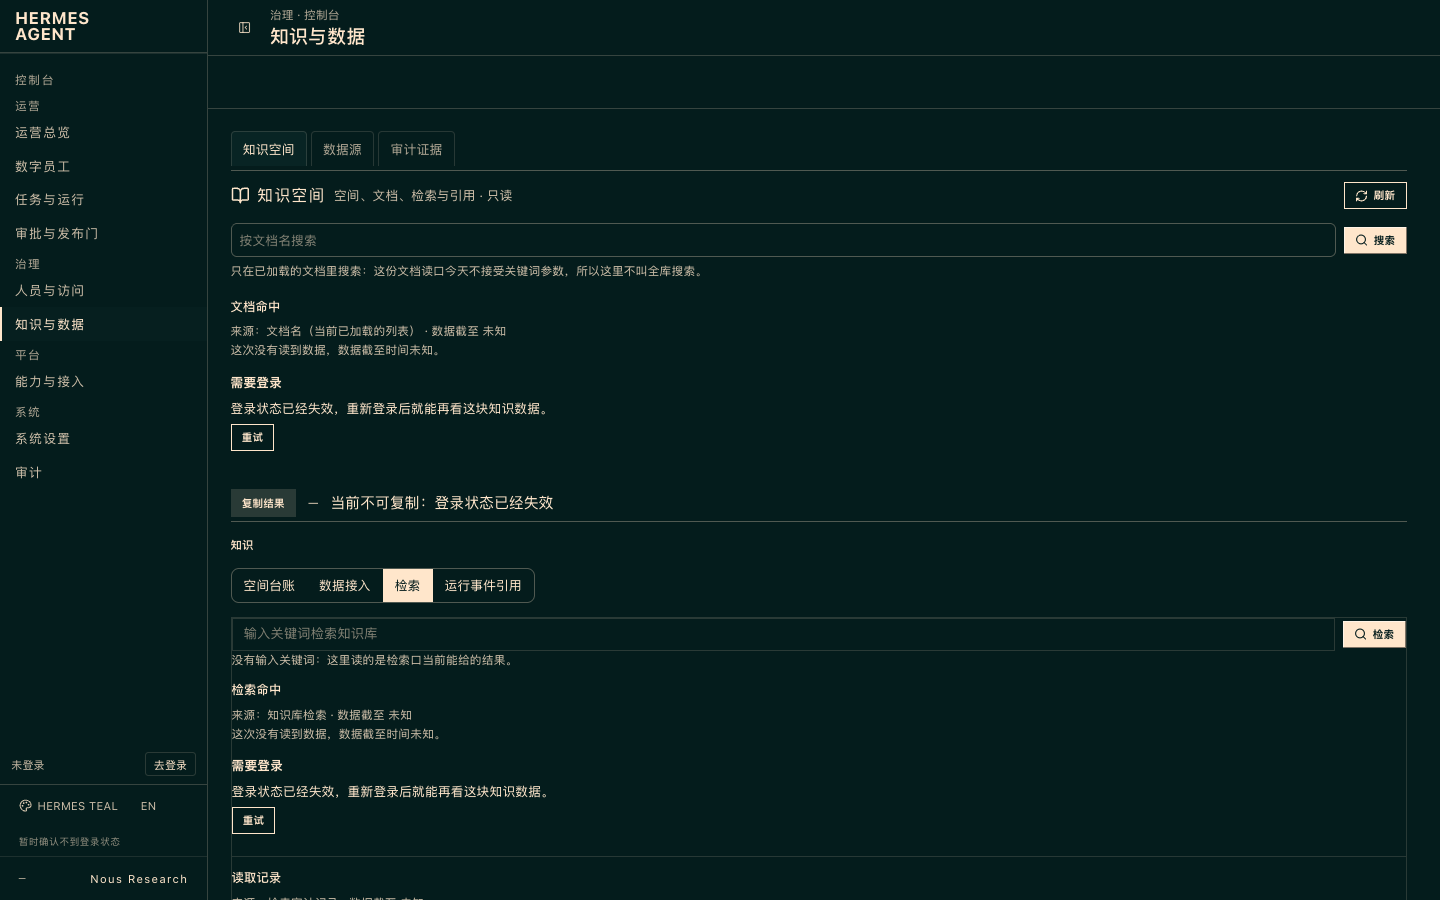 HERMES
AGENT
控制台
运营
运营总览
数字员工
任务与运行
审批与发布门
治理
人员与访问
知识与数据
平台
能力与接入
系统
系统设置
审计
未登录
去登录
HERMES TEAL
EN
暂时确认不到登录状态
—
Nous Research
治理 · 控制台
知识与数据
知识空间
数据源
审计证据
知识空间 空间、文档、检索与引用 · 只读
刷新
按文档名搜索
搜索
只在已加载的文档里搜索：这份文档读口今天不接受关键词参数，所以这里不叫全库搜索。
文档命中
来源：文档名（当前已加载的列表） · 数据截至 未知
这次没有读到数据，数据截至时间未知。
需要登录
登录状态已经失效，重新登录后就能再看这块知识数据。
重试
复制结果 — 当前不可复制：登录状态已经失效
知识
空间台账
数据接入
检索
运行事件引用
输入关键词检索知识库
检索
没有输入关键词：这里读的是检索口当前能给的结果。
检索命中
来源：知识库检索 · 数据截至 未知
这次没有读到数据，数据截至时间未知。
需要登录
登录状态已经失效，重新登录后就能再看这块知识数据。
重试
读取记录